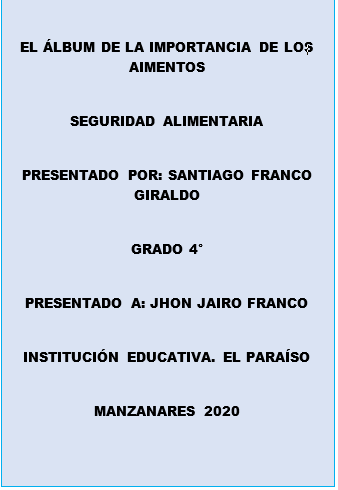 EL ÁLBUM DE LA IMPORTANCIA DE LOS
AIMENTOS
SEGURIDAD ALIMENTARIA
PRESENTADO POR: SANTIAGO FRANCO
GIRALDO
GRADO 4°
PRESENTADO A: JHON JAIRO FRANCO
INSTITUCIÓN EDUCATIVA. EL PARAÍSO
MANZANARES 2020